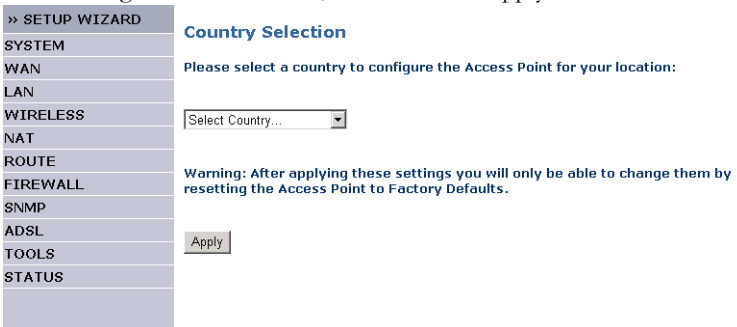 » SETUP WIZARD
SYSTEM
WAN
LAN
WIRELESS
NAT
ROUTE
FIREWALL
SNMP
ADSL
TOOLS
STATUS
Country Selection
Please select a country to configure the Access Point for your location:
Select Country...
Warning: After applying these settings you will only be able to change them by
resetting the Access Point to Factory Defaults.
Apply